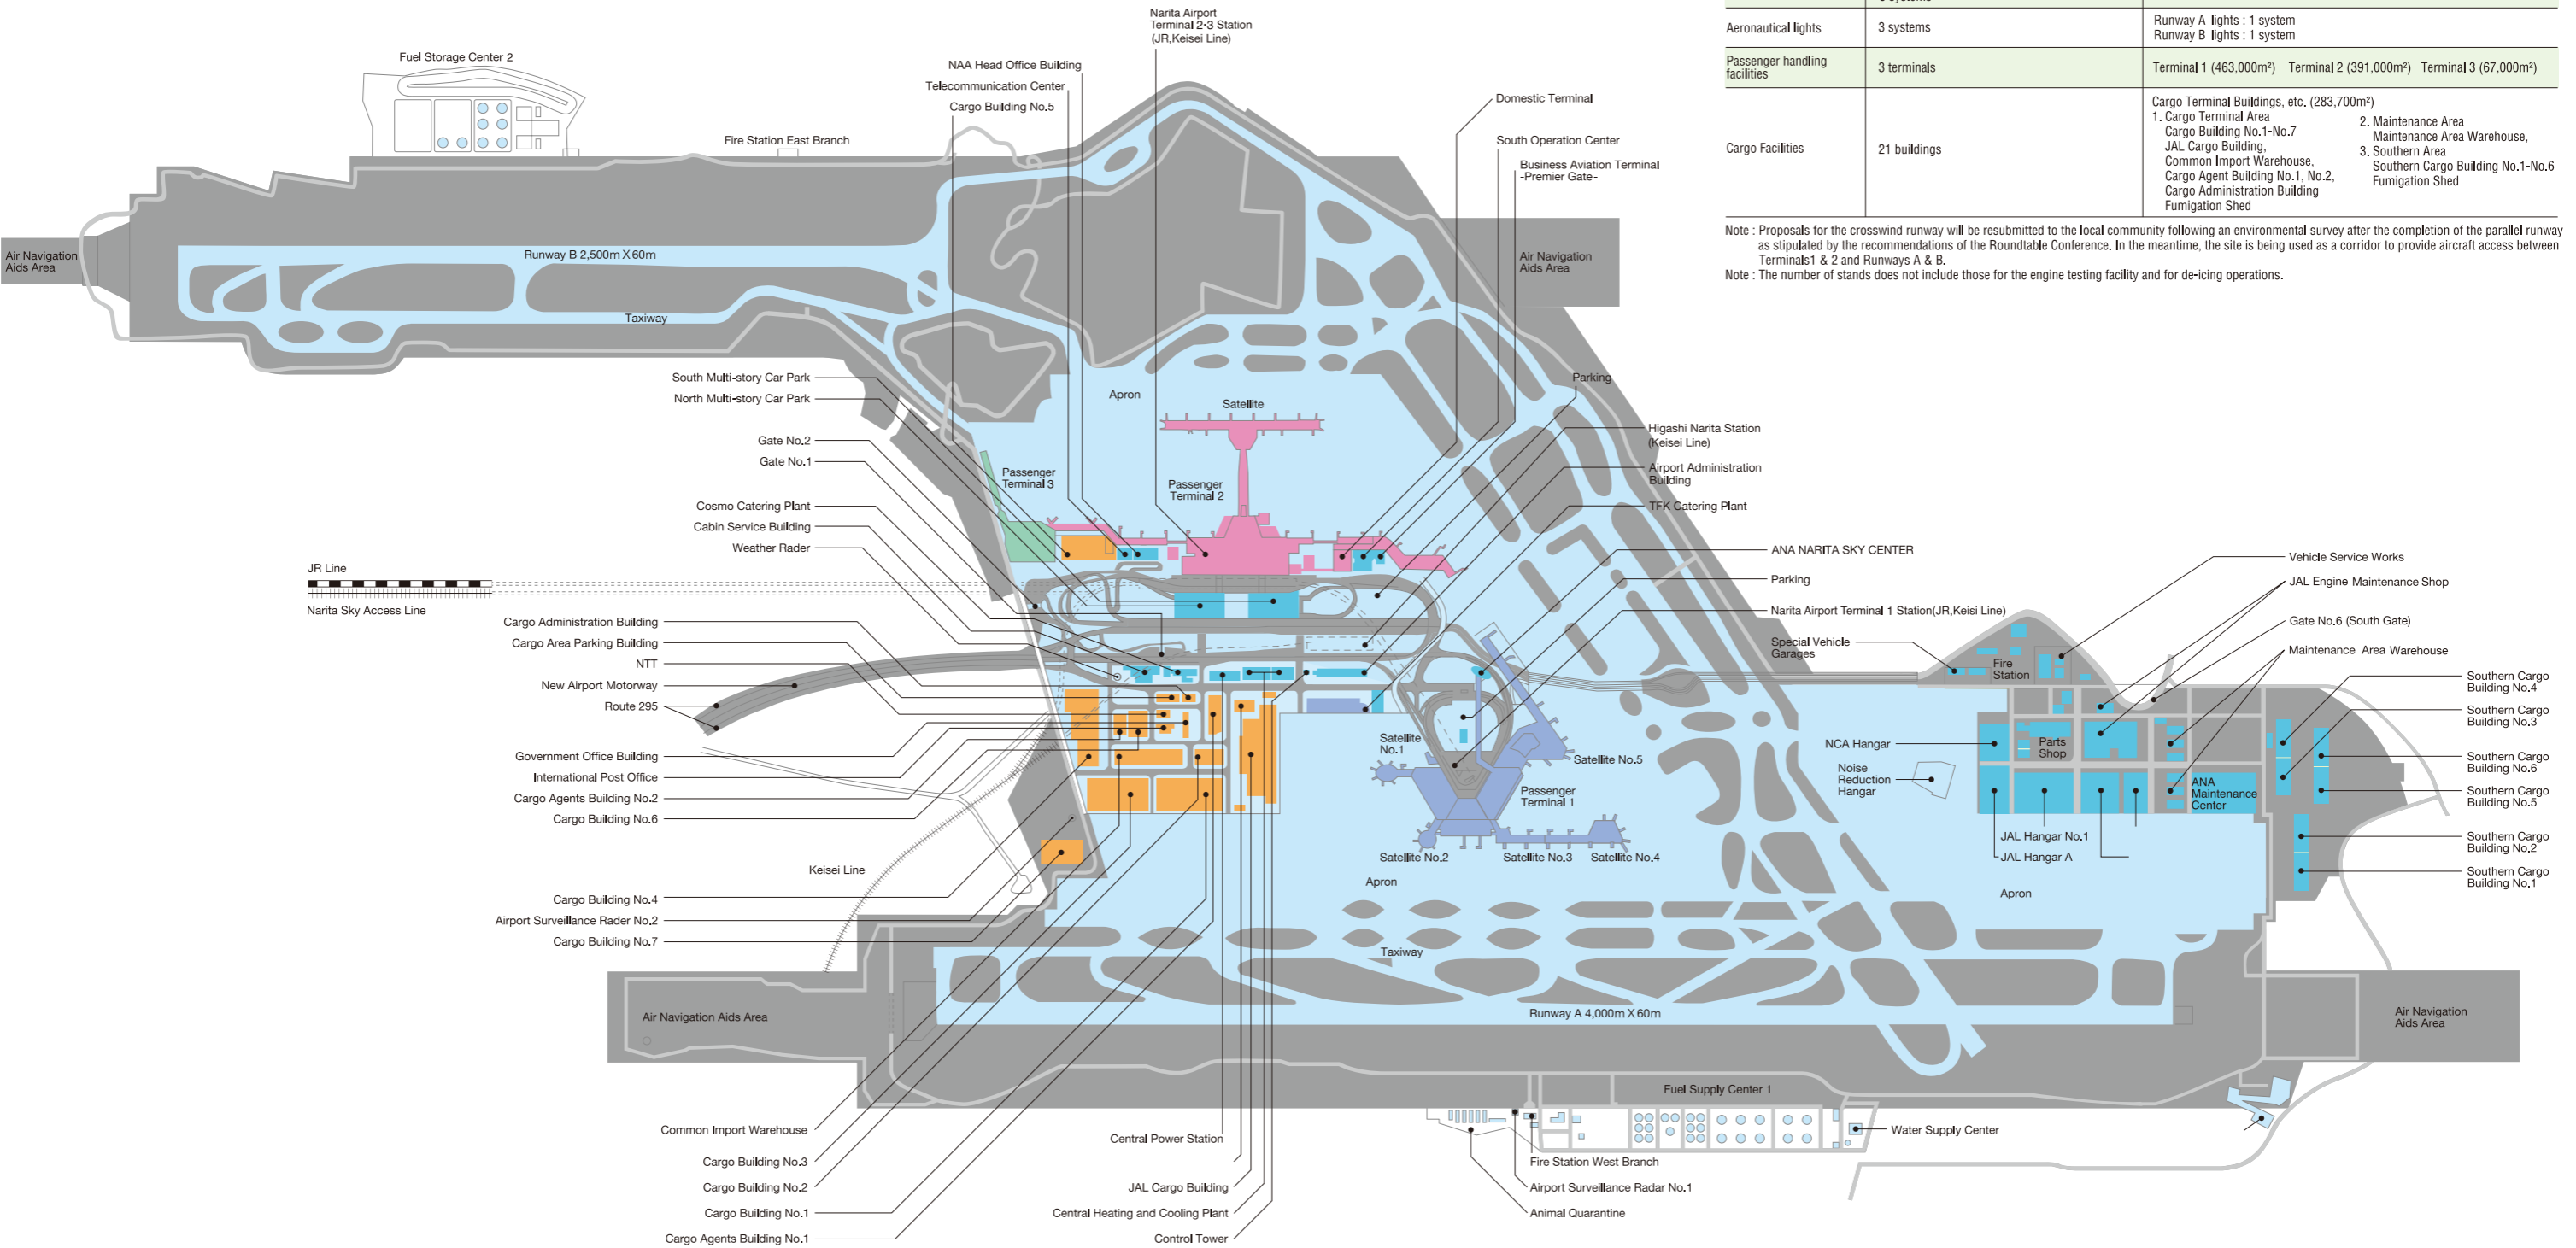 Aeronautical lights
3 systems
Runway A lights : 1 system
Runway B lights : 1 system
Passenger handling
facilities
3 terminals
Terminal 1 (463,000m²) Terminal 2 (391,000m²) Terminal 3 (67,000m²)
Cargo Facilities
21 buildings
Cargo Terminal Buildings, etc. (283,700m²)
1. Cargo Terminal Area
Cargo Building No.1-No.7
JAL Cargo Building,
Common Import Warehouse,
Cargo Agent Building No.1, No.2,
Cargo Administration Building
Fumigation Shed
2. Maintenance Area
Maintenance Area Warehouse,
3. Southern Area
Southern Cargo Building No.1-No.6
Fumigation Shed
Note : Proposals for the crosswind runway will be resubmitted to the local community following an environmental survey after the completion of the parallel runway
as stipulated by the recommendations of the Roundtable Conference. In the meantime, the site is being used as a corridor to provide aircraft access between
Terminals1 & 2 and Runways A & B.
Note : The number of stands does not include those for the engine testing facility and for de-icing operations.
Narita Airport
Terminal 2·3 Station
(JR,Keisei Line)
Fuel Storage Center 2
NAA Head Office Building
Telecommunication Center
Cargo Building No.5
Fire Station East Branch
Domestic Terminal
South Operation Center
Business Aviation Terminal
-Premier Gate-
Air Navigation
Aids Area
Runway B 2,500m X 60m
Taxiway
Air Navigation
Aids Area
South Multi-story Car Park
North Multi-story Car Park
Gate No.2
Gate No.1
Cosmo Catering Plant
Cabin Service Building
Weather Rader
Apron
Satellite
Passenger
Terminal 3
Passenger
Terminal 2
Parking
Higashi Narita Station
(Keisei Line)
Airport Administration
Building
TFK Catering Plant
ANA NARITA SKY CENTER
Parking
Narita Airport Terminal 1 Station(JR,Keisi Line)
JR Line
Narita Sky Access Line
Cargo Administration Building
Cargo Area Parking Building
NTT
New Airport Motorway
Route 295
Government Office Building
International Post Office
Cargo Agents Building No.2
Cargo Building No.6
Keisei Line
Cargo Building No.4
Airport Surveillance Rader No.2
Cargo Building No.7
Satellite
No.1
Satellite No.5
Passenger
Terminal 1
Satellite No.2
Satellite No.3
Satellite No.4
Apron
Taxiway
Special Vehicle
Garages
Fire
Station
Vehicle Service Works
JAL Engine Maintenance Shop
Gate No.6 (South Gate)
Maintenance Area Warehouse
NCA Hangar
Parts
Shop
Noise
Reduction
Hangar
ANA
Maintenance
Center
JAL Hangar No.1
JAL Hangar A
Apron
Southern Cargo
Building No.4
Southern Cargo
Building No.3
Southern Cargo
Building No.6
Southern Cargo
Building No.5
Southern Cargo
Building No.2
Southern Cargo
Building No.1
Air Navigation Aids Area
Runway A 4,000m X 60m
Air Navigation
Aids Area
Fuel Supply Center 1
Water Supply Center
Common Import Warehouse
Cargo Building No.3
Cargo Building No.2
Cargo Building No.1
Cargo Agents Building No.1
Central Power Station
JAL Cargo Building
Central Heating and Cooling Plant
Control Tower
Fire Station West Branch
Airport Surveillance Radar No.1
Animal Quarantine